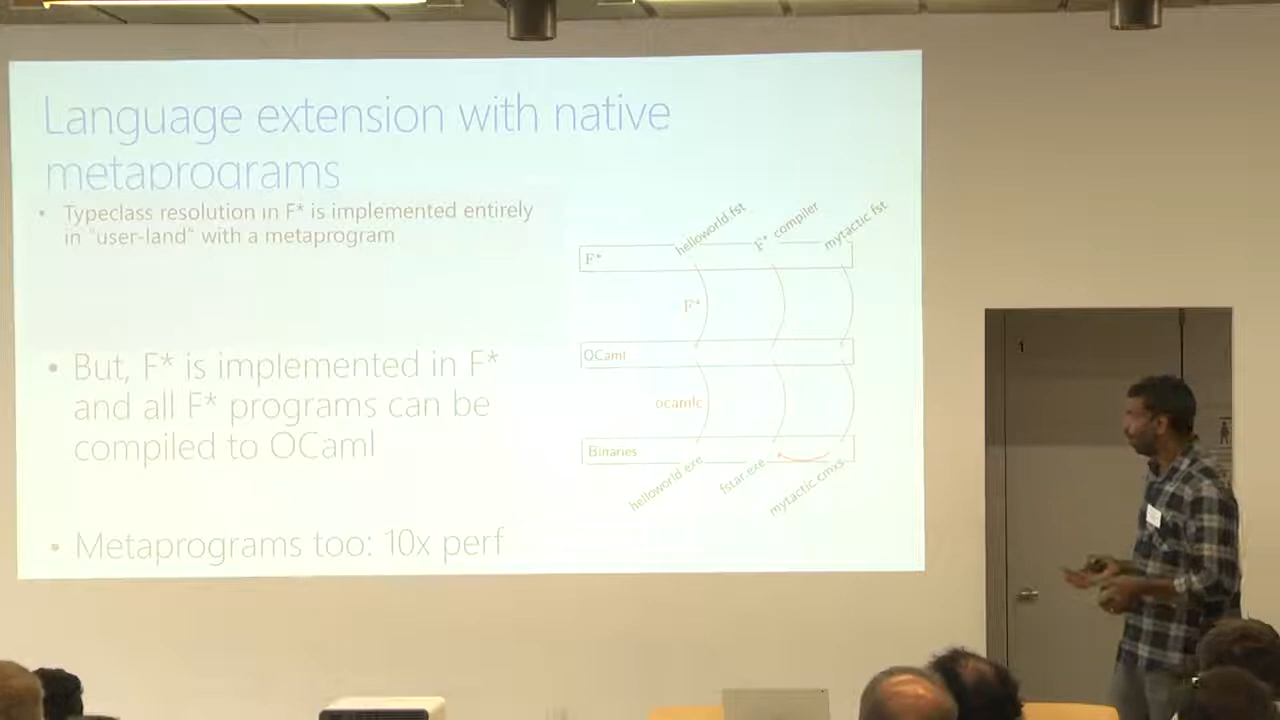 Language extension with native
metaprograms
• Typeclass resolution in F* is implemented entirely
in "user-land" with a metaprogram
• But, F* is implemented in F*
and all F* programs can be
compiled to OCaml
• Metaprograms too: 10x perf
helloworld.fst
F* compiler
mytactic.fst
F*
F*
OCaml
ocamlc
Binaries
helloworld.exe
fstar.exe
mytactic.cmxs